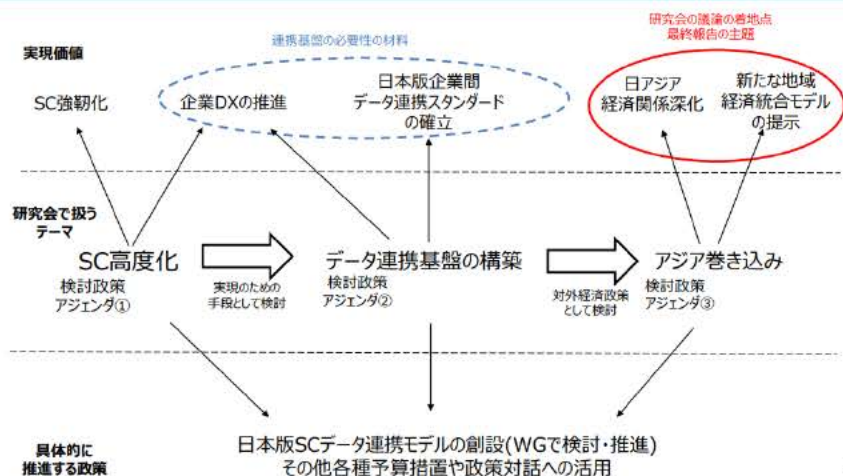 研究会の議論の着地点
最終報告の主題
連携基盤の必要性の材料
実現価値
SC強靭化
企業DXの推進
日本版企業間
データ連携スタンダード
の確立
日アジア
経済関係深化
新たな地域
経済統合モデル
の提示
研究会で扱う
テーマ
SC高度化
検討政策
アジェンダ①
実現のための
手段として検討
データ連携基盤の構築
検討政策
アジェンダ②
対外経済政策
として検討
アジア巻き込み
検討政策
アジェンダ③
具体的に
推進する政策
日本版SCデータ連携モデルの創設(WGで検討・推進)
その他各種予算措置や政策対話への活用